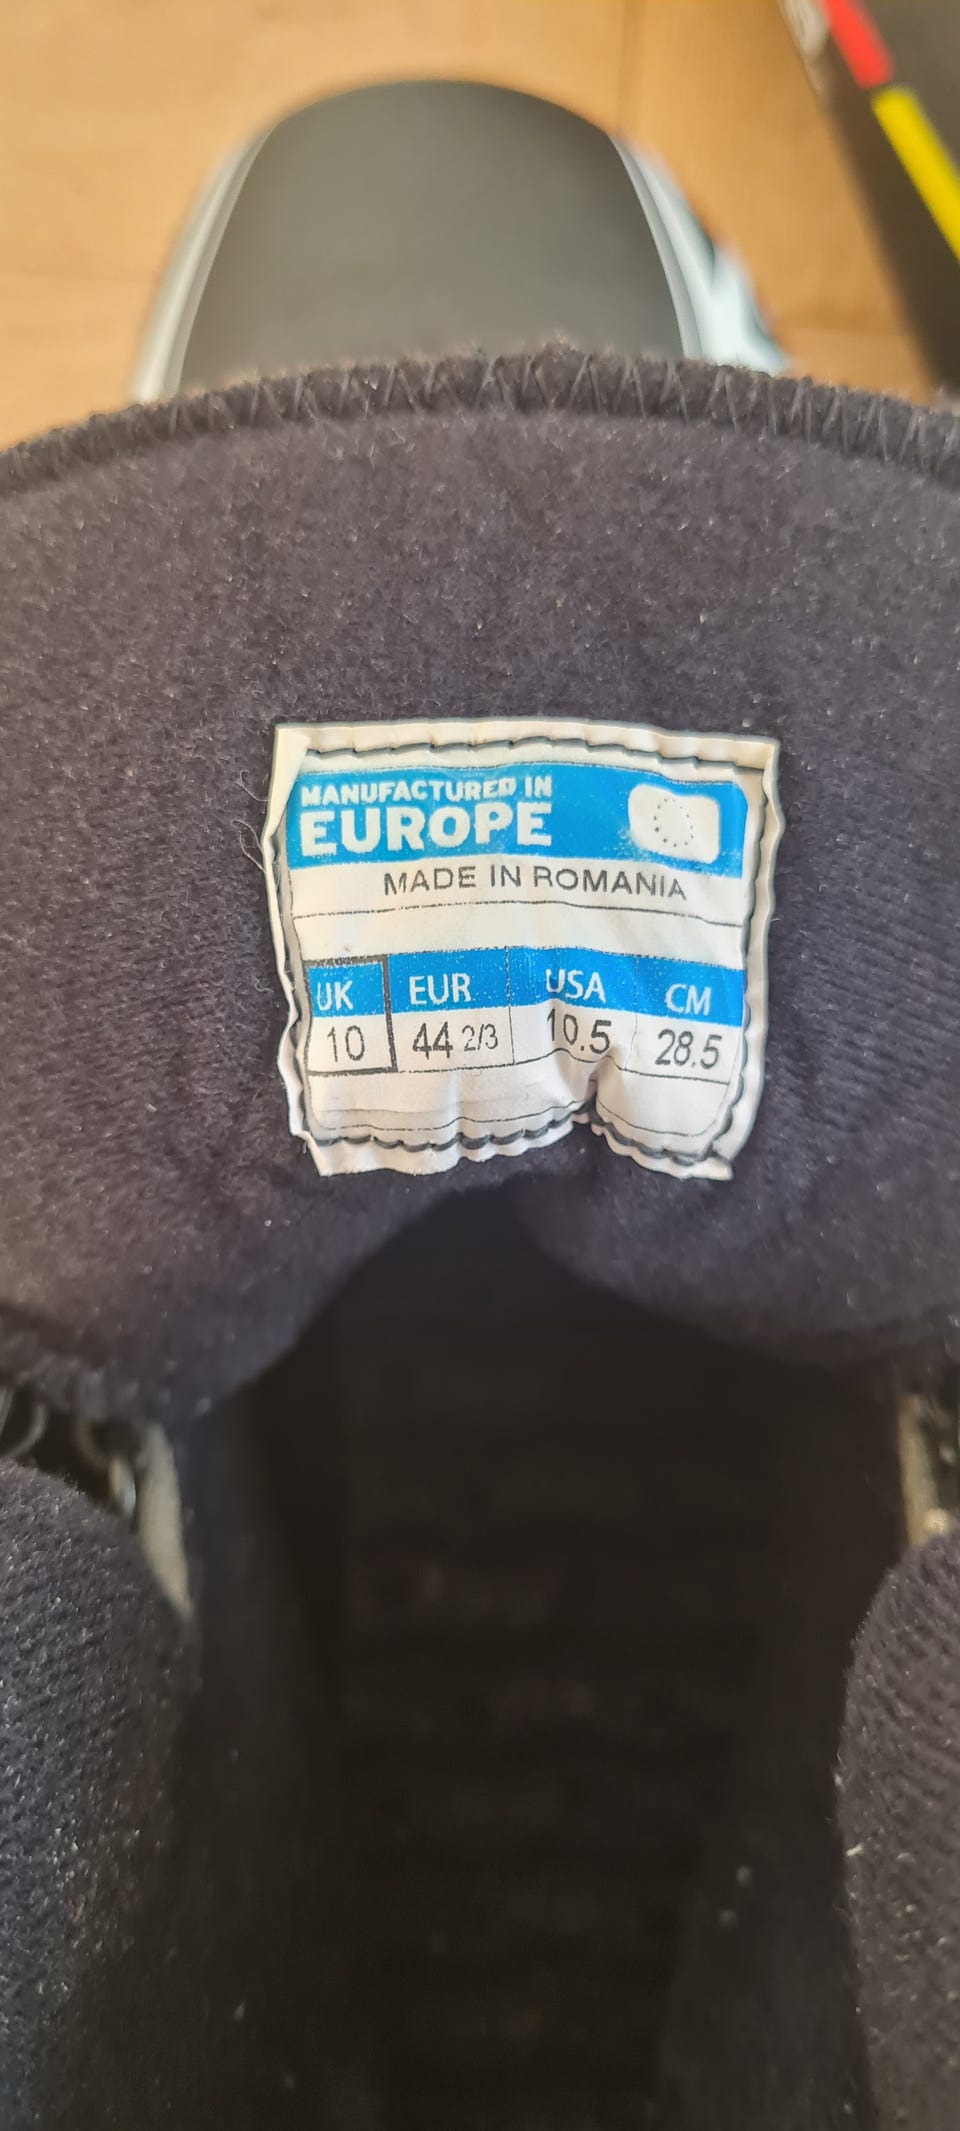 MANUFACTURED IN
EUROPE
MADE IN ROMANIA
UK EUR USA CM
10 44 2/3 10.5 28.5